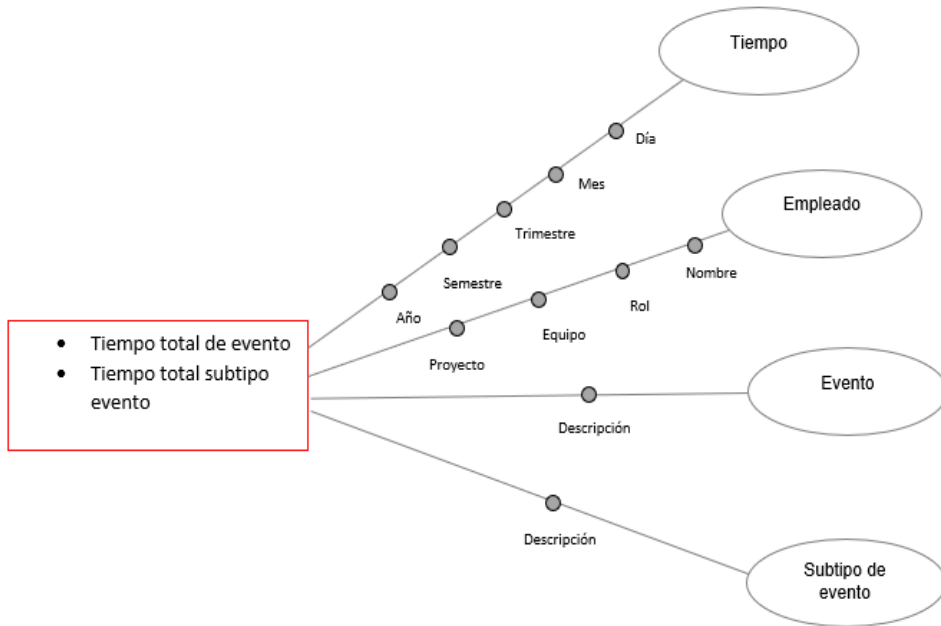 Tiempo
Día
Mes
Trimestre
Semestre
Año
Empleado
Nombre
Rol
Equipo
Proyecto
• Tiempo total de evento
• Tiempo total subtipo
evento
Evento
Descripción
Descripción
Subtipo de
evento